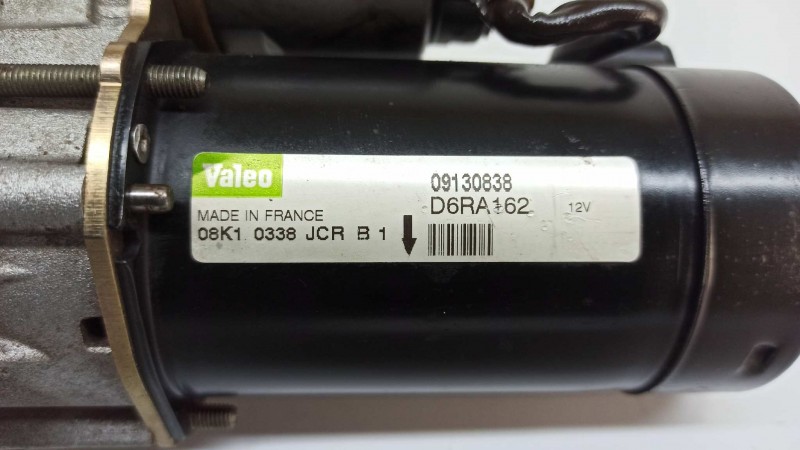 Valeo
09130838
D6RA162
12V
MADE IN FRANCE
08K1 0338 JCR B 1